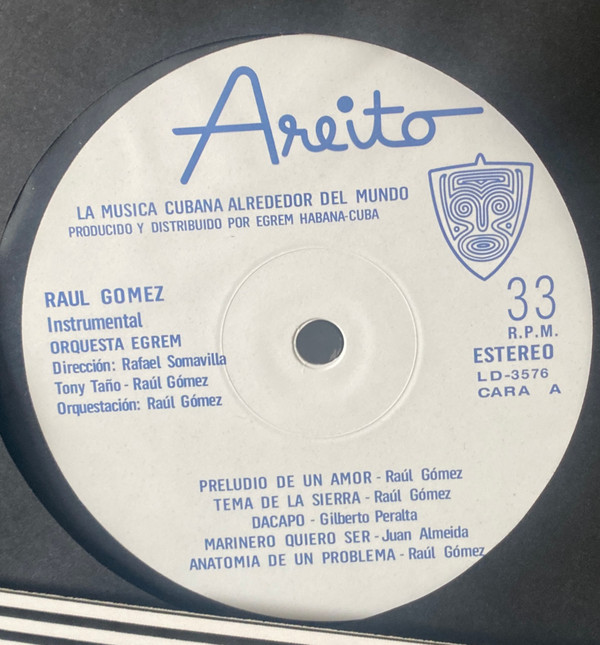 Areito
LA MUSICA CUBANA ALREDEDOR DEL MUNDO
PRODUCIDO Y DISTRIBUIDO POR EGREM HABANA-CUBA
RAUL GOMEZ
Instrumental
ORQUESTA EGREM
Dirección: Rafael Somavilla
Tony Taño - Raúl Gómez
Orquestación: Raúl Gómez
33
R.P.M.
ESTEREO
LD-3576
CARA A
PRELUDIO DE UN AMOR - Raúl Gómez
TEMA DE LA SIERRA - Raúl Gómez
DACAPO - Gilberto Peralta
MARINERO QUIERO SER - Juan Almeida
ANATOMIA DE UN PROBLEMA - Raúl Gómez